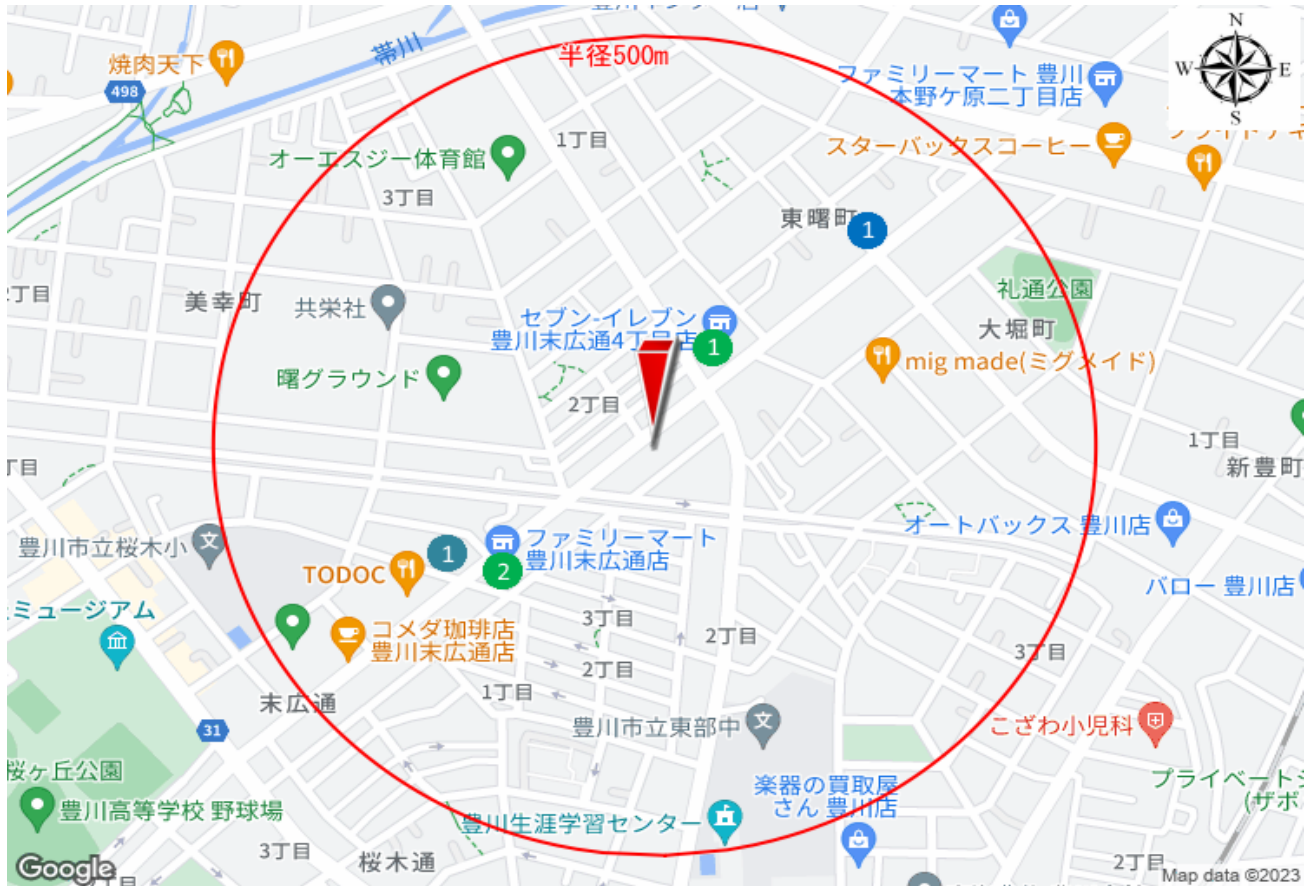 半径500m
N
W
E
S
焼肉天下
498
帯川
ファミリーマート 豊川
本野ケ原二丁目店
スターバックスコーヒー
オーエスジー体育館
1丁目
3丁目
東曙町
1
礼通公園
大堀町
美幸町
共栄社
セブン-イレブン
豊川末広通4丁目店
1
mig made(ミグメイド)
曙グラウンド
2丁目
1丁目
新豊町
オートバックス 豊川店
豊川市立桜木小
ファミリーマート
豊川末広通店
1
2
TODOC
バロー 豊川店
ミュージアム
コメダ珈琲店
豊川末広通店
3丁目
2丁目
2丁目
3丁目
1丁目
末広通
31
豊川市立東部中
こざわ小児科
桜ヶ丘公園
豊川高等学校 野球場
楽器の買取屋
さん 豊川店
豊川生涯学習センター
3丁目
桜木通
2丁目
Google
Map data ©2023